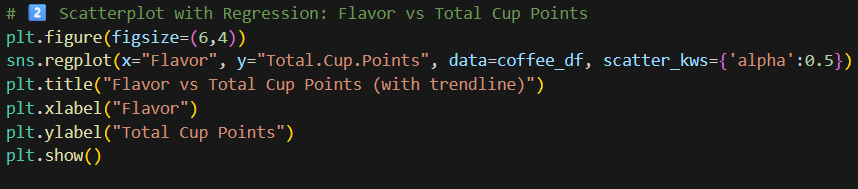 # 2️⃣ Scatterplot with Regression: Flavor vs Total Cup Points
plt.figure(figsize=(6,4))
sns.regplot(x="Flavor", y="Total.Cup.Points", data=coffee_df, scatter_kws={'alpha':0.5})
plt.title("Flavor vs Total Cup Points (with trendline)")
plt.xlabel("Flavor")
plt.ylabel("Total Cup Points")
plt.show()